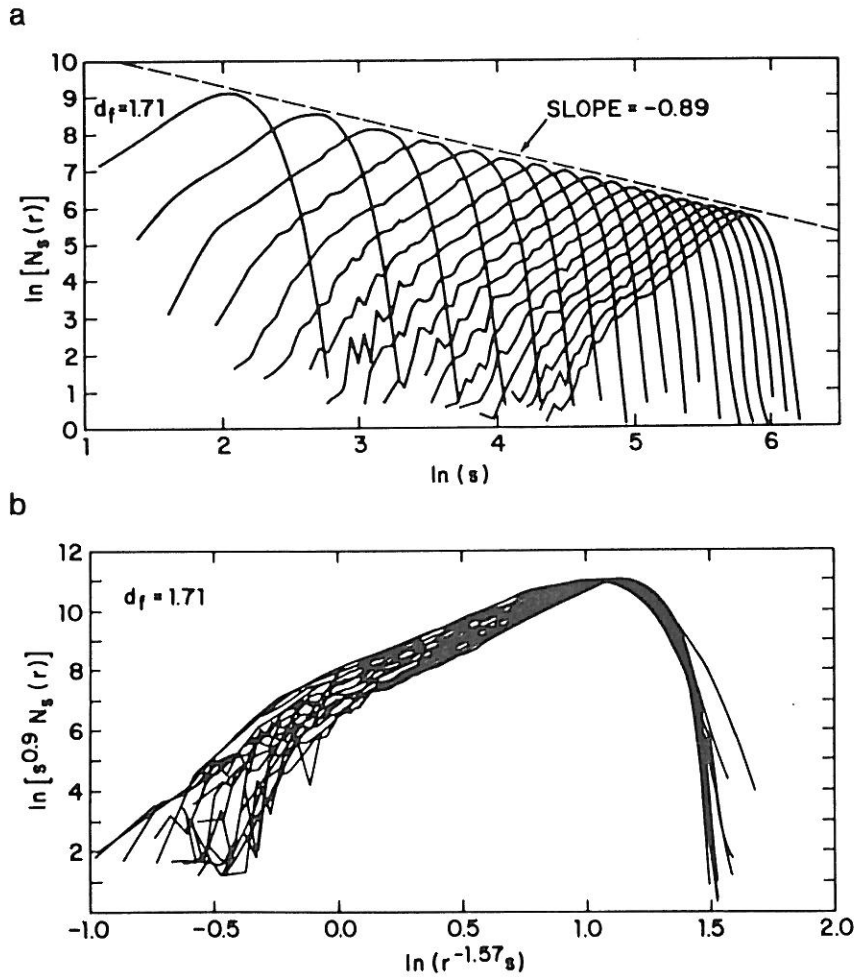 a
10
9
8
7
6
5
4
3
2
1
0
d_f=1.71
SLOPE = -0.89
ln [N_s (r)]
1 2 3 4 5 6
ln (s)
b
12
10
8
6
4
2
d_f = 1.71
ln [s^0.9 N_s (r)]
-1.0 -0.5 0.0 0.5 1.0 1.5 2.0
ln (r^-1.57 s)